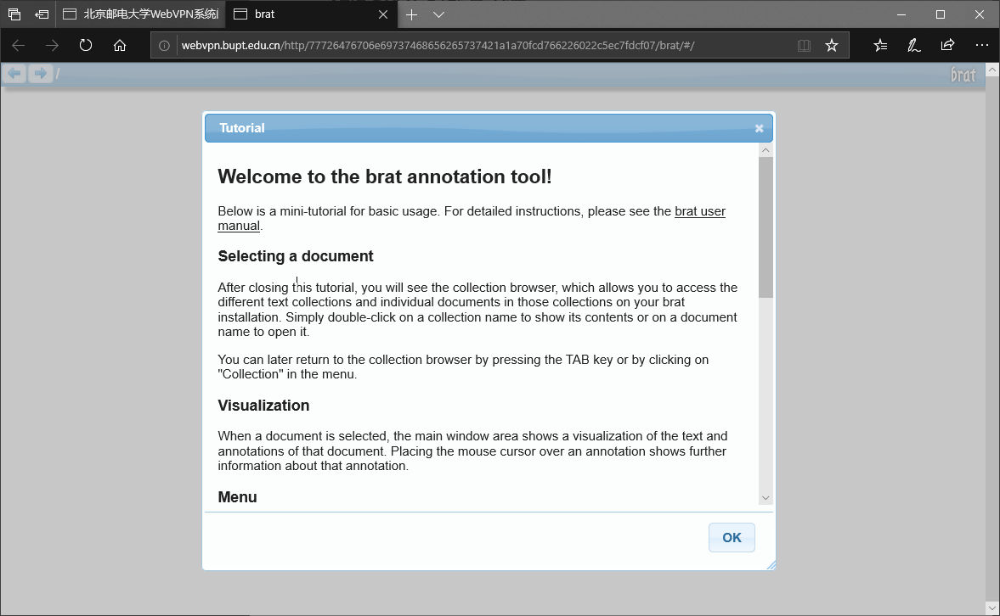 北京邮电大学WebVPN系统
brat
webvpn.bupt.edu.cn/http/77726476706e69737468656265737421a1a70fcd766226022c5ec7fdcf07/brat/#/
/
brat
Tutorial
Welcome to the brat annotation tool!
Below is a mini-tutorial for basic usage. For detailed instructions, please see the brat user
manual.
Selecting a document
After closing this tutorial, you will see the collection browser, which allows you to access the
different text collections and individual documents in those collections on your brat
installation. Simply double-click on a collection name to show its contents or on a document
name to open it.
You can later return to the collection browser by pressing the TAB key or by clicking on
"Collection" in the menu.
Visualization
When a document is selected, the main window area shows a visualization of the text and
annotations of that document. Placing the mouse cursor over an annotation shows further
information about that annotation.
Menu
OK